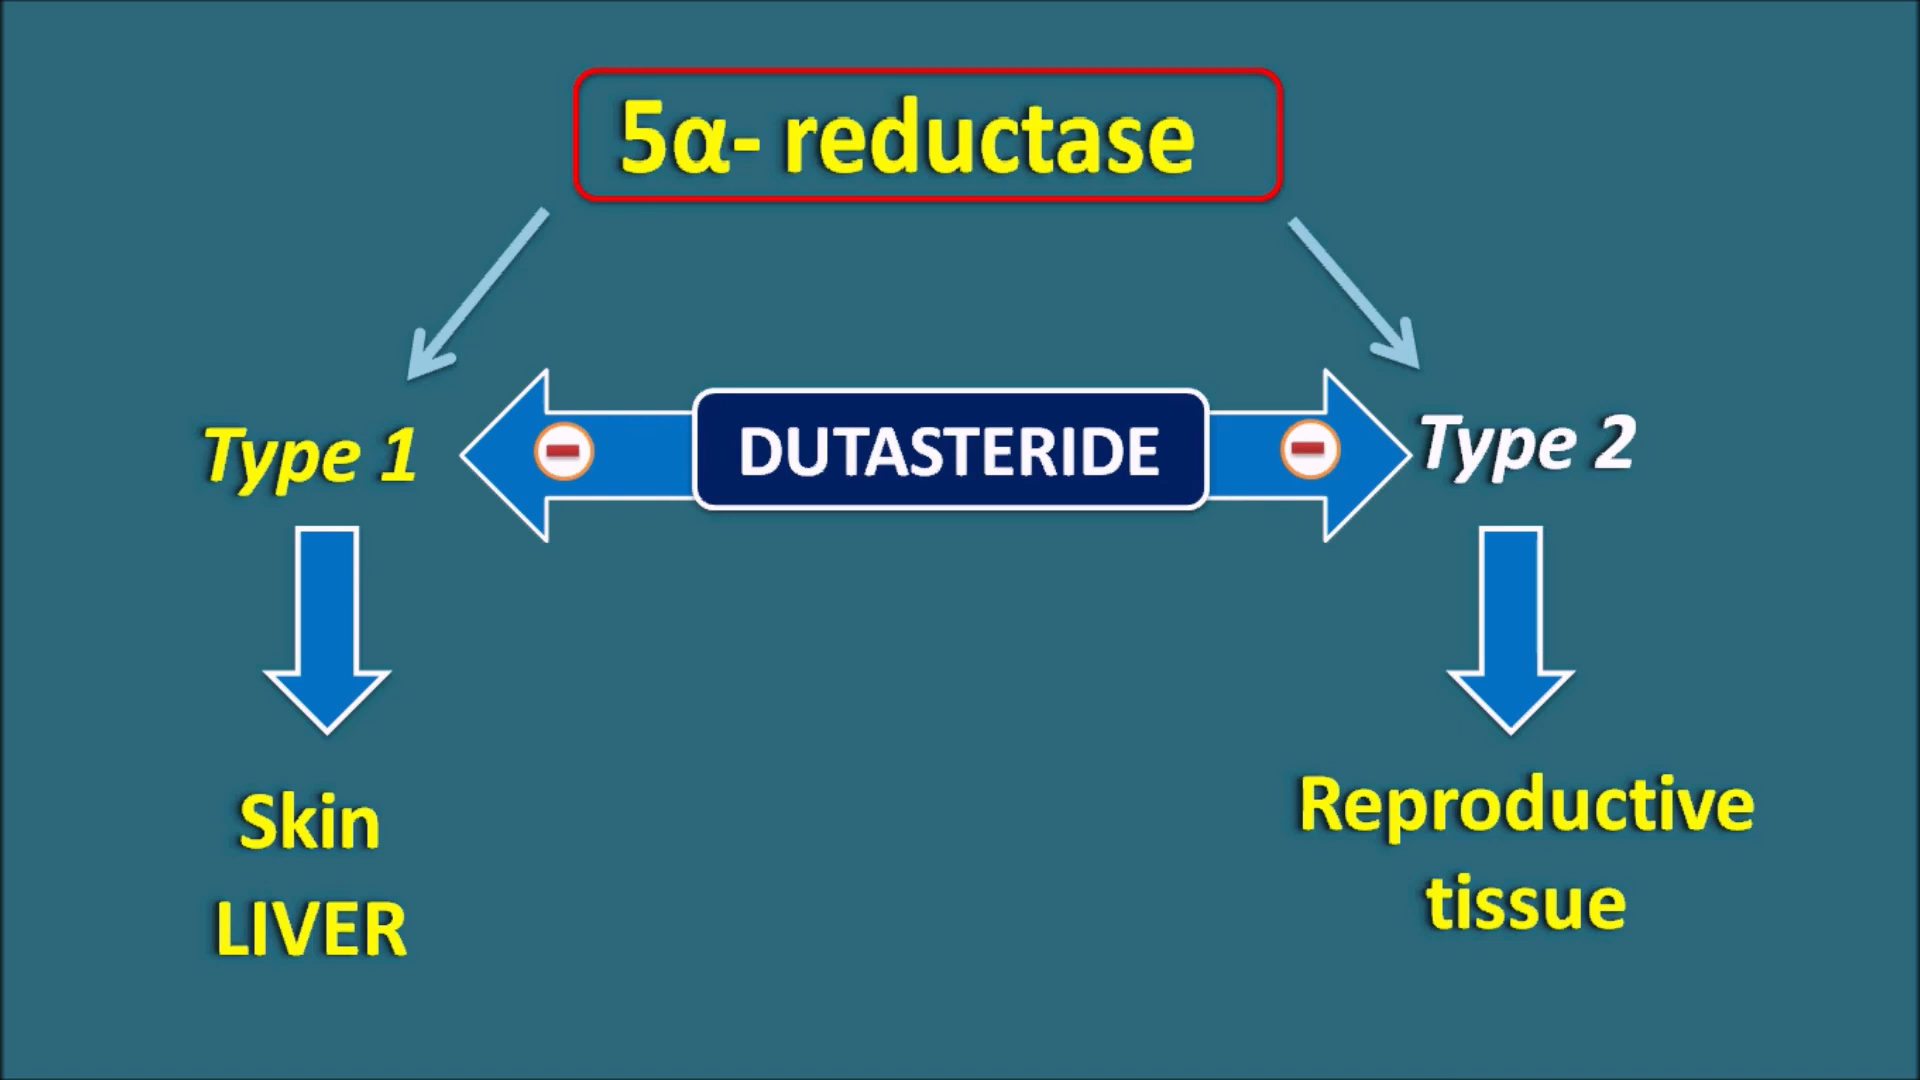 5α- reductase
Type 1
DUTASTERIDE
Type 2
Skin
LIVER
Reproductive
tissue